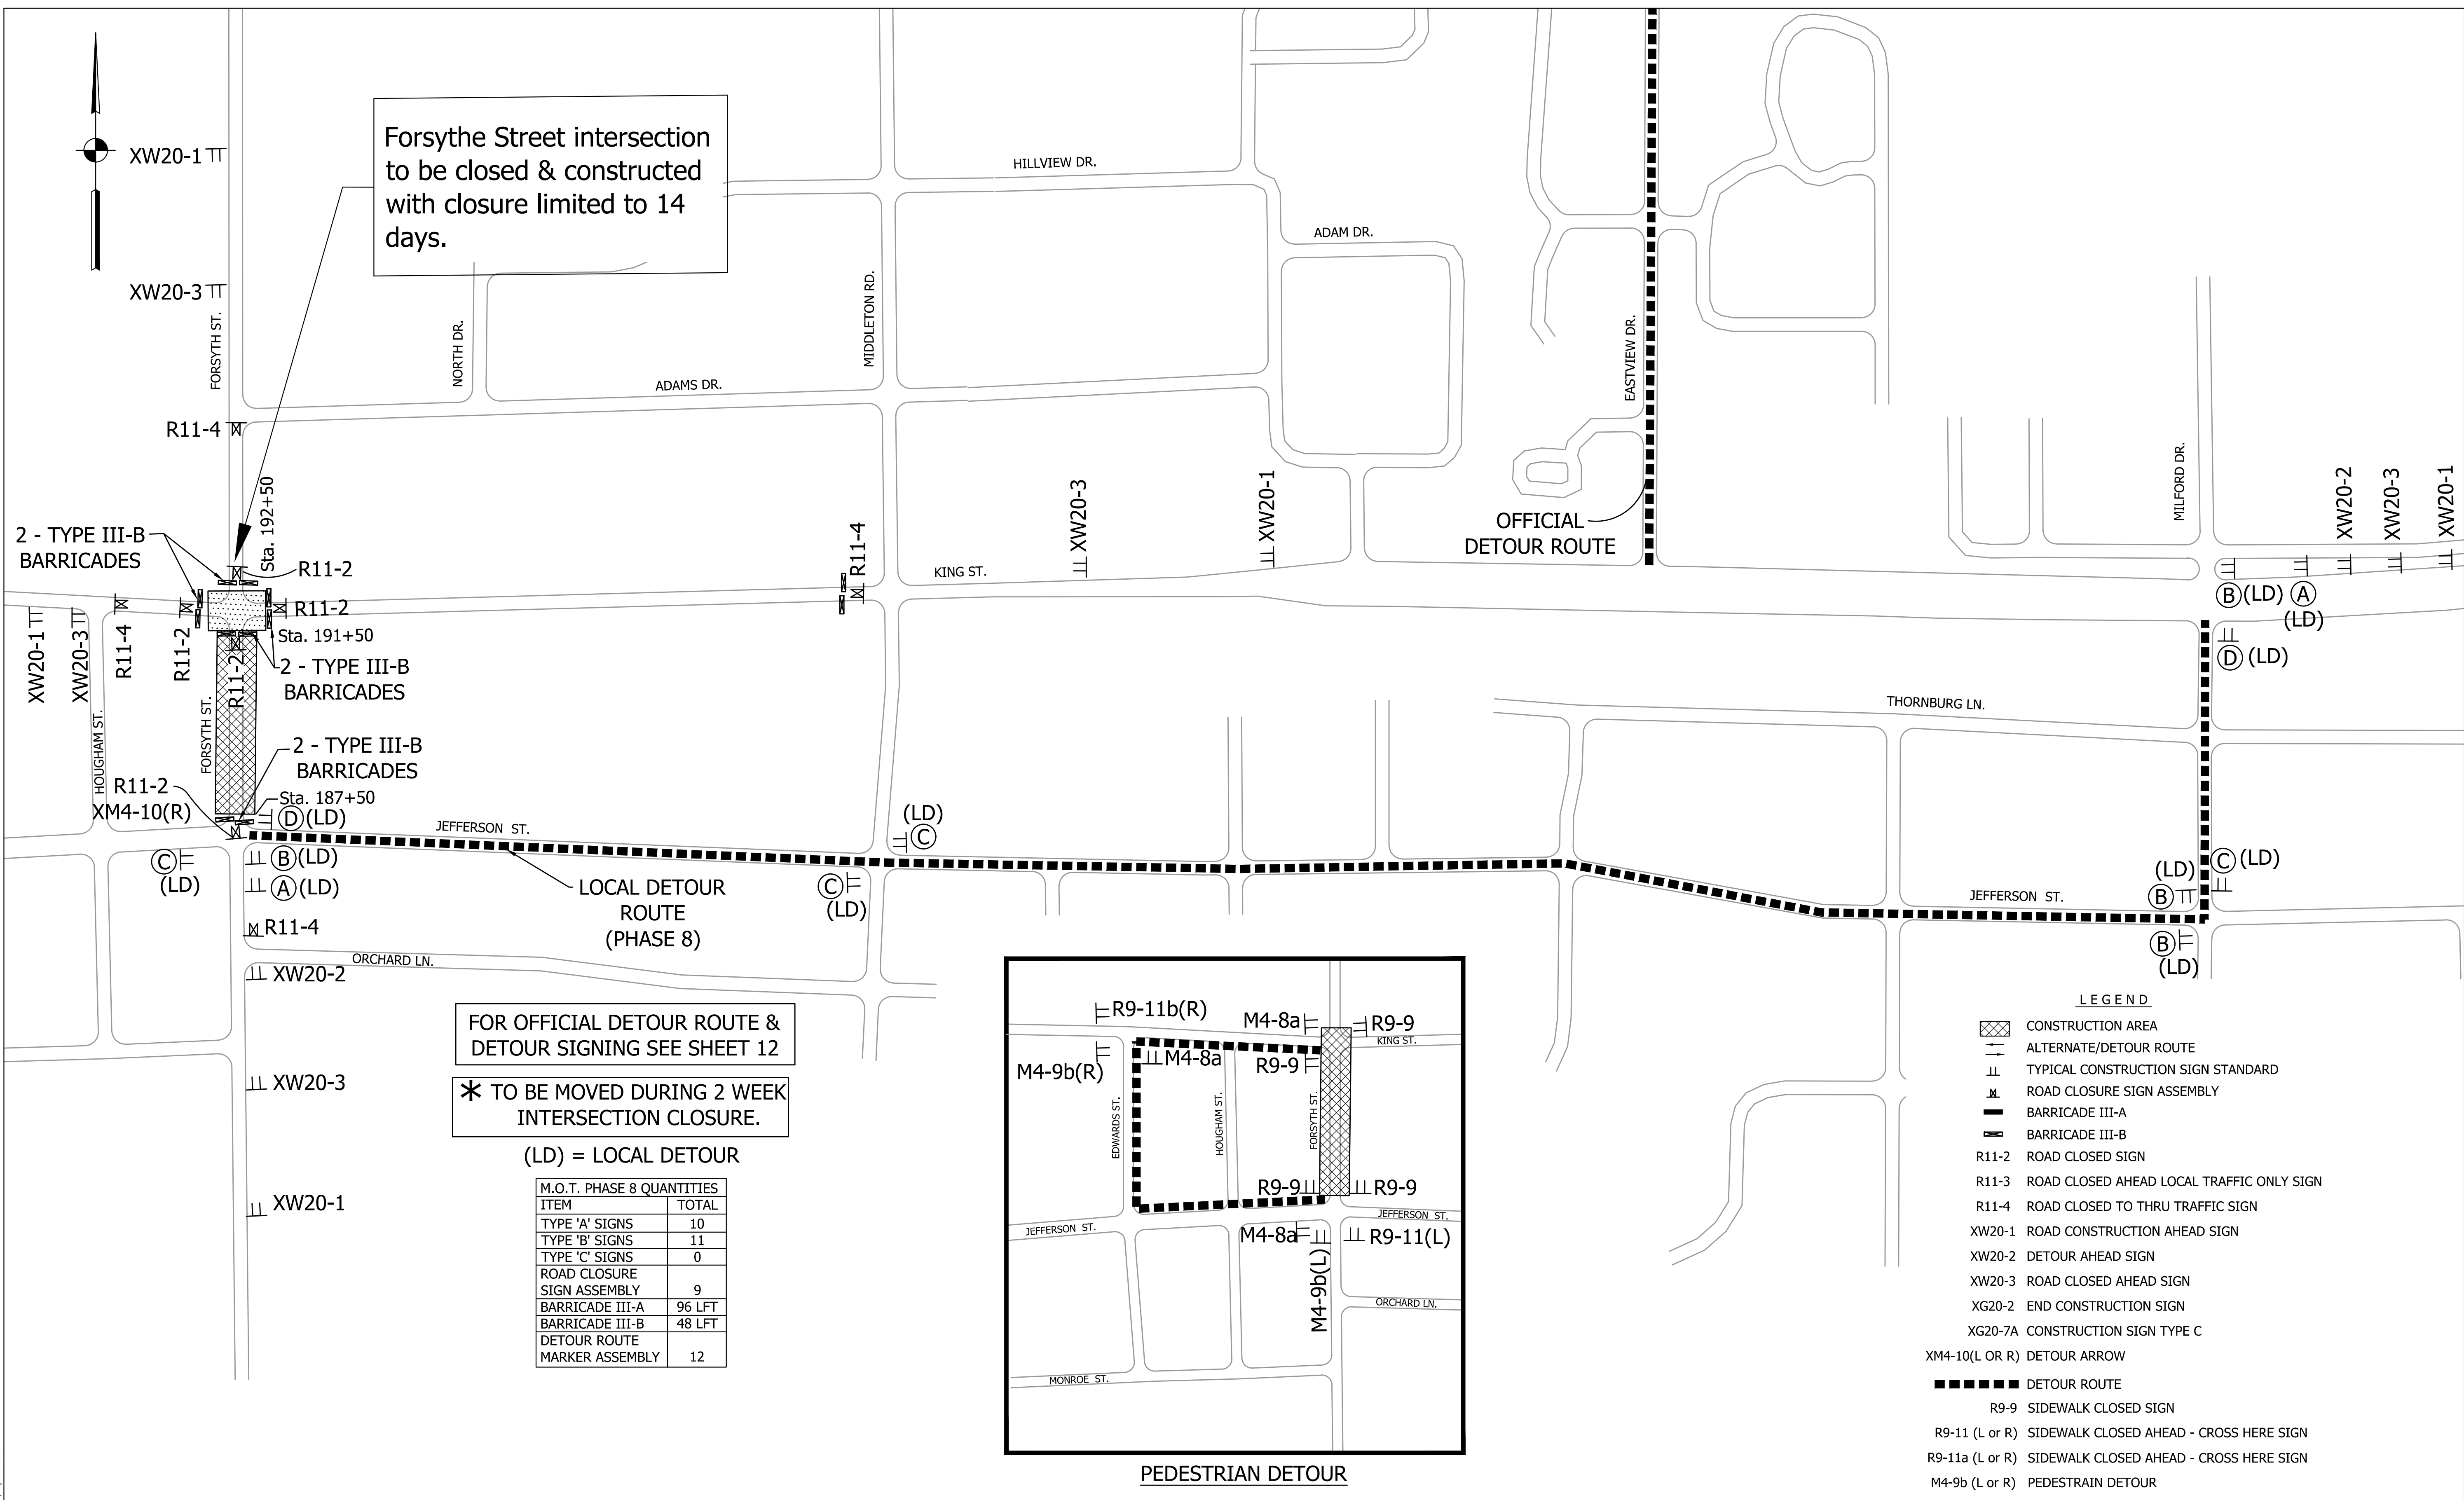 Forsythe Street intersection
to be closed & constructed
with closure limited to 14
days.
XW20-1
XW20-3
FORSYTH ST.
NORTH DR.
MIDDLETON RD.
HILLVIEW DR.
ADAM DR.
ADAMS DR.
EASTVIEW DR.
MILFORD DR.
R11-4
Sta. 192+50
2 - TYPE III-B
BARRICADES
R11-2
R11-2
Sta. 191+50
2 - TYPE III-B
BARRICADES
XW20-1
XW20-3
R11-4
R11-2
R11-2
HOUGHAM ST.
FORSYTH ST.
R11-4
KING ST.
XW20-3
XW20-1
OFFICIAL
DETOUR ROUTE
XW20-2
XW20-3
XW20-1
B (LD)
A
(LD)
D (LD)
THORNBURG LN.
2 - TYPE III-B
BARRICADES
R11-2
XM4-10(R)
Sta. 187+50
D (LD)
JEFFERSON ST.
(LD)
C
C
(LD)
B (LD)
A (LD)
R11-4
LOCAL DETOUR
ROUTE
(PHASE 8)
C
(LD)
(LD)
B
C (LD)
JEFFERSON ST.
B
(LD)
ORCHARD LN.
XW20-2
XW20-3
XW20-1
FOR OFFICIAL DETOUR ROUTE &
DETOUR SIGNING SEE SHEET 12
* TO BE MOVED DURING 2 WEEK
INTERSECTION CLOSURE.
(LD) = LOCAL DETOUR
M.O.T. PHASE 8 QUANTITIES
ITEM TOTAL
TYPE 'A' SIGNS 10
TYPE 'B' SIGNS 11
TYPE 'C' SIGNS 0
ROAD CLOSURE
SIGN ASSEMBLY 9
BARRICADE III-A 96 LFT
BARRICADE III-B 48 LFT
DETOUR ROUTE
MARKER ASSEMBLY 12
R9-11b(R)
M4-8a
R9-9
KING ST.
M4-9b(R)
M4-8a
R9-9
EDWARDS ST.
HOUGHAM ST.
FORSYTH ST.
R9-9
R9-9
JEFFERSON ST.
JEFFERSON ST.
M4-8a
R9-11(L)
M4-9b(L)
ORCHARD LN.
MONROE ST.
PEDESTRIAN DETOUR
LEGEND
CONSTRUCTION AREA
ALTERNATE/DETOUR ROUTE
TYPICAL CONSTRUCTION SIGN STANDARD
ROAD CLOSURE SIGN ASSEMBLY
BARRICADE III-A
BARRICADE III-B
R11-2 ROAD CLOSED SIGN
R11-3 ROAD CLOSED AHEAD LOCAL TRAFFIC ONLY SIGN
R11-4 ROAD CLOSED TO THRU TRAFFIC SIGN
XW20-1 ROAD CONSTRUCTION AHEAD SIGN
XW20-2 DETOUR AHEAD SIGN
XW20-3 ROAD CLOSED AHEAD SIGN
XG20-2 END CONSTRUCTION SIGN
XG20-7A CONSTRUCTION SIGN TYPE C
XM4-10(L OR R) DETOUR ARROW
DETOUR ROUTE
R9-9 SIDEWALK CLOSED SIGN
R9-11 (L or R) SIDEWALK CLOSED AHEAD - CROSS HERE SIGN
R9-11a (L or R) SIDEWALK CLOSED AHEAD - CROSS HERE SIGN
M4-9b (L or R) PEDESTRAIN DETOUR